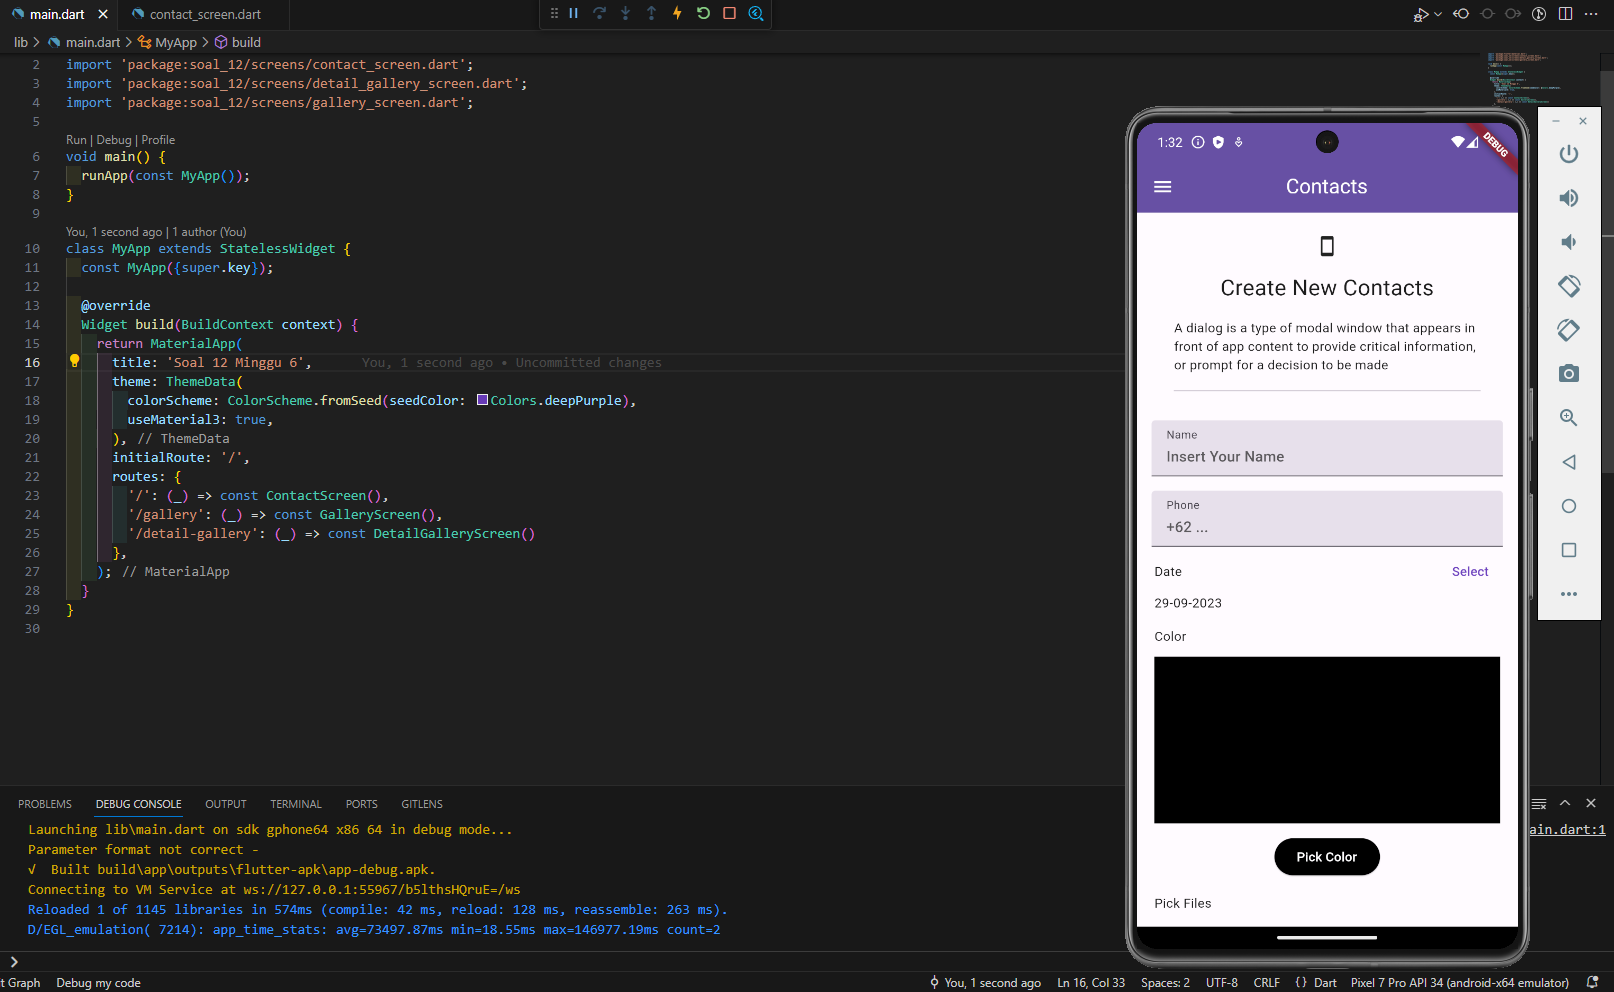 main.dart
contact_screen.dart
lib > main.dart > MyApp > build
2 import 'package:soal_12/screens/contact_screen.dart';
3 import 'package:soal_12/screens/detail_gallery_screen.dart';
4 import 'package:soal_12/screens/gallery_screen.dart';
5
Run | Debug | Profile
6 void main() {
7 runApp(const MyApp());
8 }
9
You, 1 second ago | 1 author (You)
10 class MyApp extends StatelessWidget {
11 const MyApp({super.key});
12
13 @override
14 Widget build(BuildContext context) {
15 return MaterialApp(
16 title: 'Soal 12 Minggu 6', You, 1 second ago • Uncommitted changes
17 theme: ThemeData(
18 colorScheme: ColorScheme.fromSeed(seedColor: Colors.deepPurple),
19 useMaterial3: true,
20 ), // ThemeData
21 initialRoute: '/',
22 routes: {
23 '/': (_) => const ContactScreen(),
24 '/gallery': (_) => const GalleryScreen(),
25 '/detail-gallery': (_) => const DetailGalleryScreen()
26 },
27 ); // MaterialApp
28 }
29 }
30
1:32
DEBUG
Contacts
Create New Contacts
A dialog is a type of modal window that appears in
front of app content to provide critical information,
or prompt for a decision to be made
Name
Insert Your Name
Phone
+62 ...
Date
Select
29-09-2023
Color
Pick Color
Pick Files
PROBLEMS
DEBUG CONSOLE
OUTPUT
TERMINAL
PORTS
GITLENS
Launching lib\main.dart on sdk gphone64 x86 64 in debug mode...
ain.dart:1
Parameter format not correct -
√ Built build\app\outputs\flutter-apk\app-debug.apk.
Connecting to VM Service at ws://127.0.0.1:55967/b5lthsHQruE=/ws
Reloaded 1 of 1145 libraries in 574ms (compile: 42 ms, reload: 128 ms, reassemble: 263 ms).
D/EGL_emulation( 7214): app_time_stats: avg=73497.87ms min=18.55ms max=146977.19ms count=2
>
t Graph
Debug my code
You, 1 second ago
Ln 16, Col 33
Spaces: 2
UTF-8
CRLF
{ } Dart
Pixel 7 Pro API 34 (android-x64 emulator)